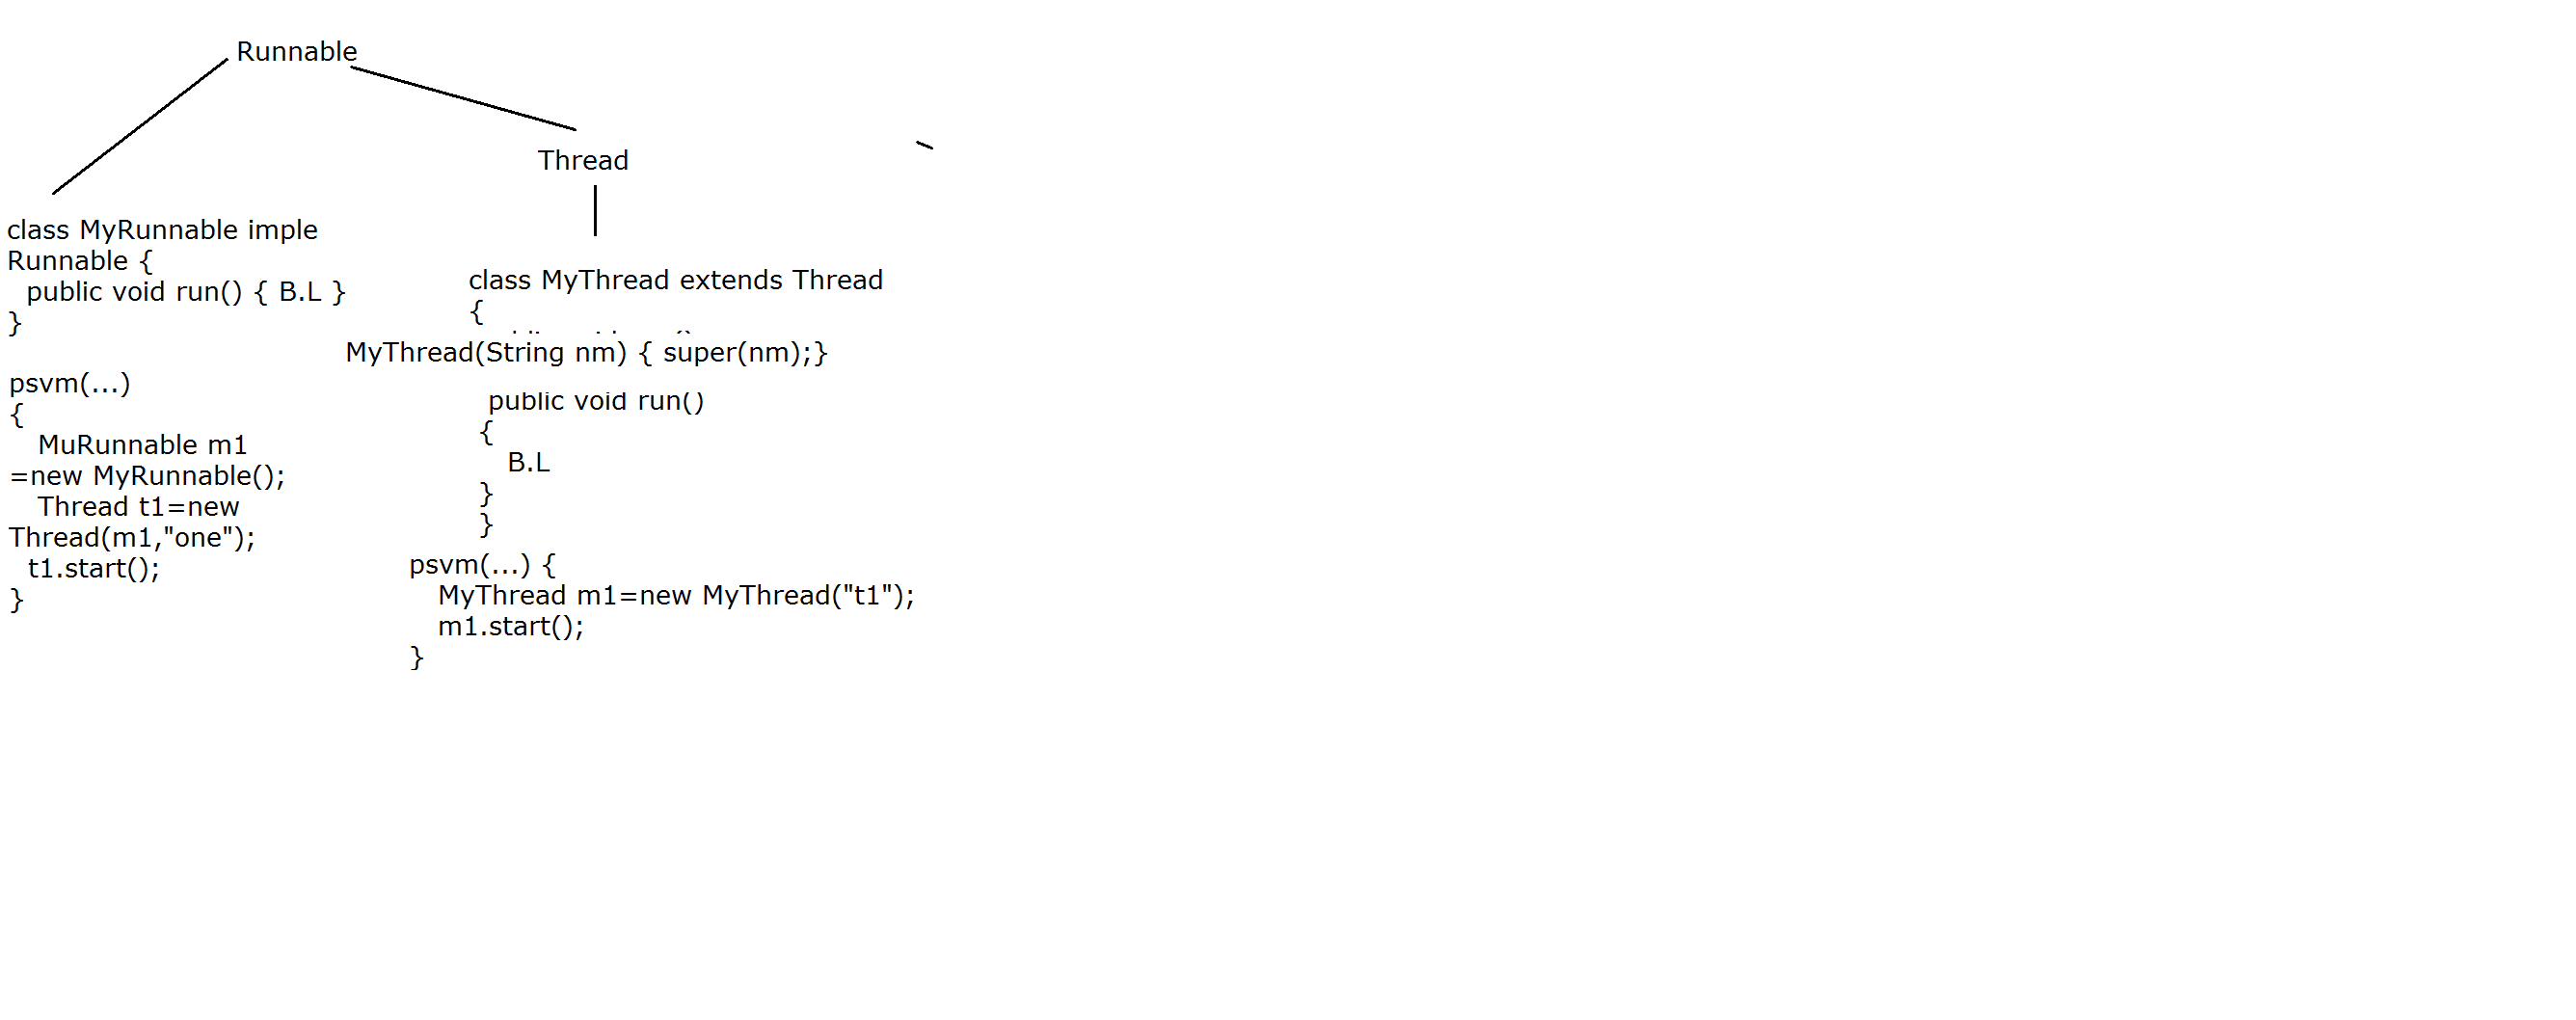 Runnable
Thread
class MyRunnable imple
Runnable {
public void run() { B.L }
}
psvm(...)
{
MuRunnable m1
=new MyRunnable();
Thread t1=new
Thread(m1,"one");
t1.start();
}
class MyThread extends Thread
{
MyThread(String nm) { super(nm);}
public void run()
{
B.L
}
}
psvm(...) {
MyThread m1=new MyThread("t1");
m1.start();
}